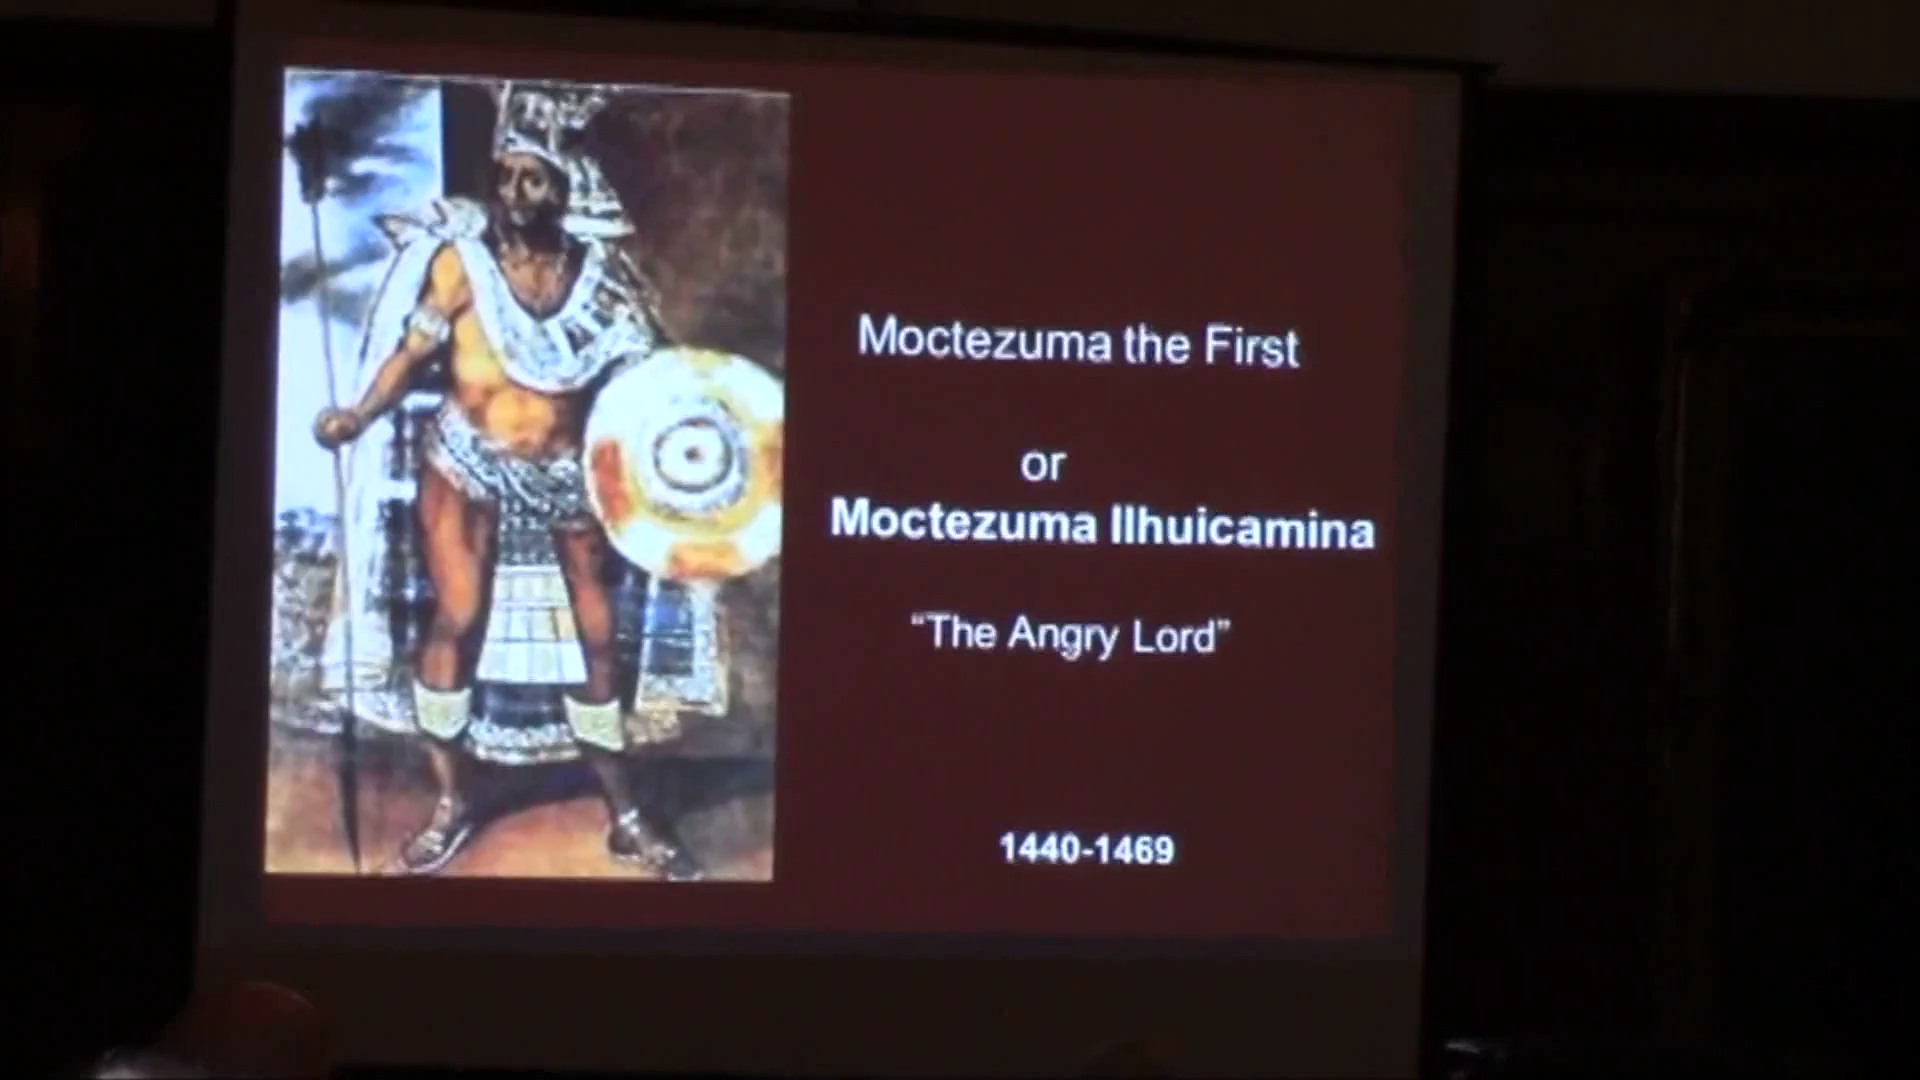 Moctezuma the First
or
Moctezuma Ilhuicamina
“The Angry Lord”
1440-1469